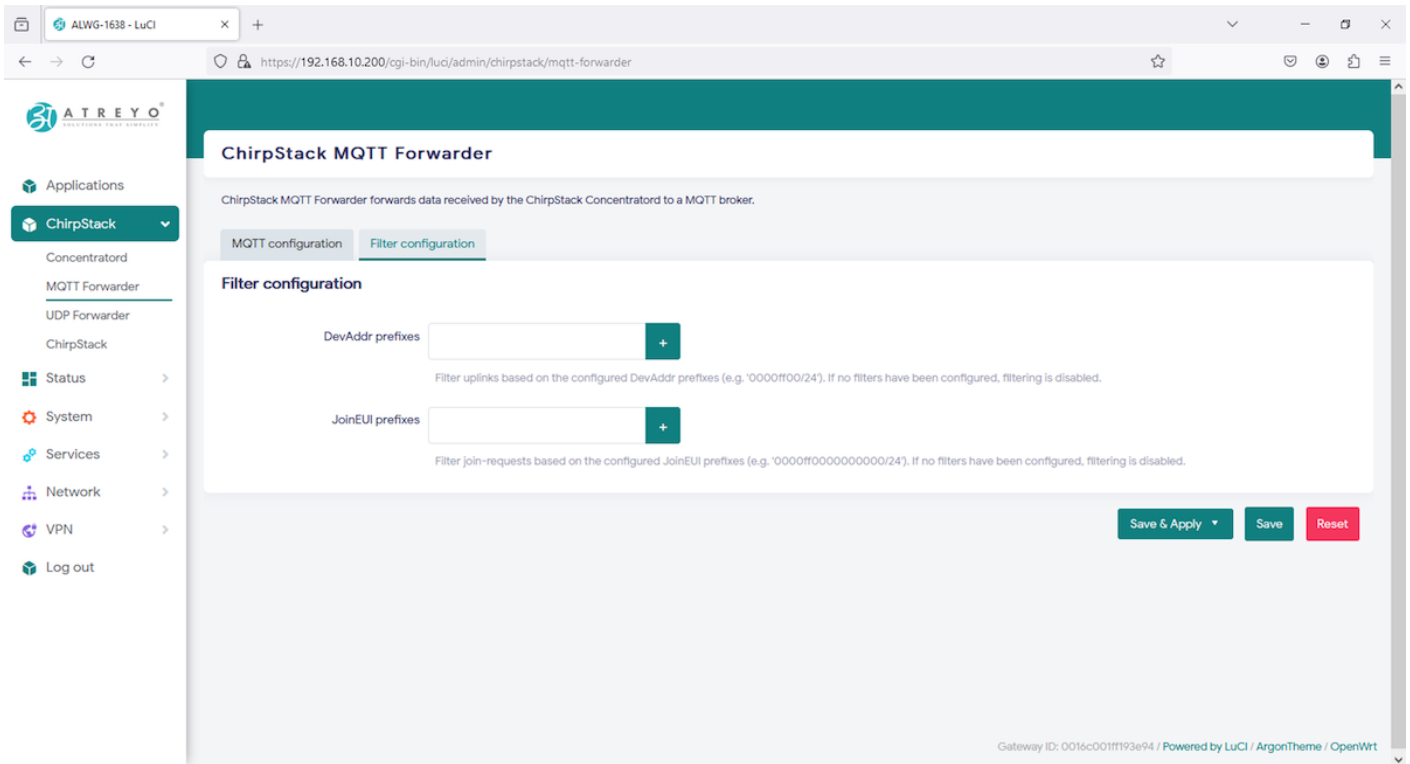 ALWG-1638 - LuCI
https://192.168.10.200/cgi-bin/luci/admin/chirpstack/mqtt-forwarder
ATREYO
SOLUTIONS THAT SIMPLIFY
Applications
ChirpStack
Concentratord
MQTT Forwarder
UDP Forwarder
ChirpStack
Status
System
Services
Network
VPN
Log out
ChirpStack MQTT Forwarder
ChirpStack MQTT Forwarder forwards data received by the ChirpStack Concentratord to a MQTT broker.
MQTT configuration Filter configuration
Filter configuration
DevAddr prefixes +
Filter uplinks based on the configured DevAddr prefixes (e.g. '0000ff00/24'). If no filters have been configured, filtering is disabled.
JoinEUI prefixes +
Filter join-requests based on the configured JoinEUI prefixes (e.g. '0000ff0000000000/24'). If no filters have been configured, filtering is disabled.
Save & Apply Save Reset
Gateway ID: 0016c001ff193e94 / Powered by LuCI / ArgonTheme / OpenWrt